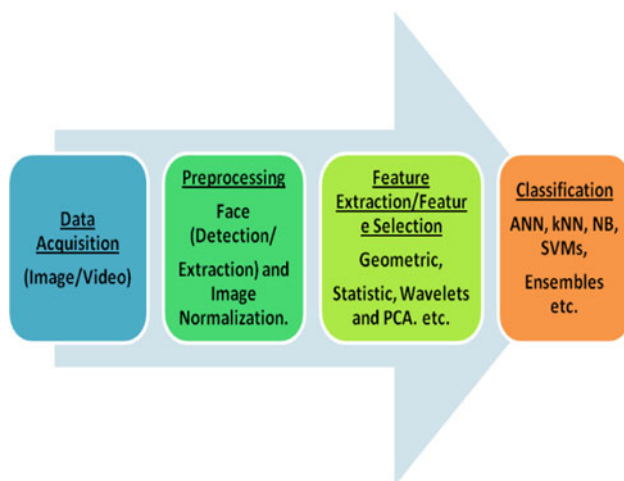 Data
Acquisition
(Image/Video)
Preprocessing
Face
(Detection/
Extraction) and
Image
Normalization.
Feature
Extraction/Featur
e Selection
Geometric,
Statistic, Wavelets
and PCA. etc.
Classification
ANN, kNN, NB,
SVMs,
Ensembles
etc.